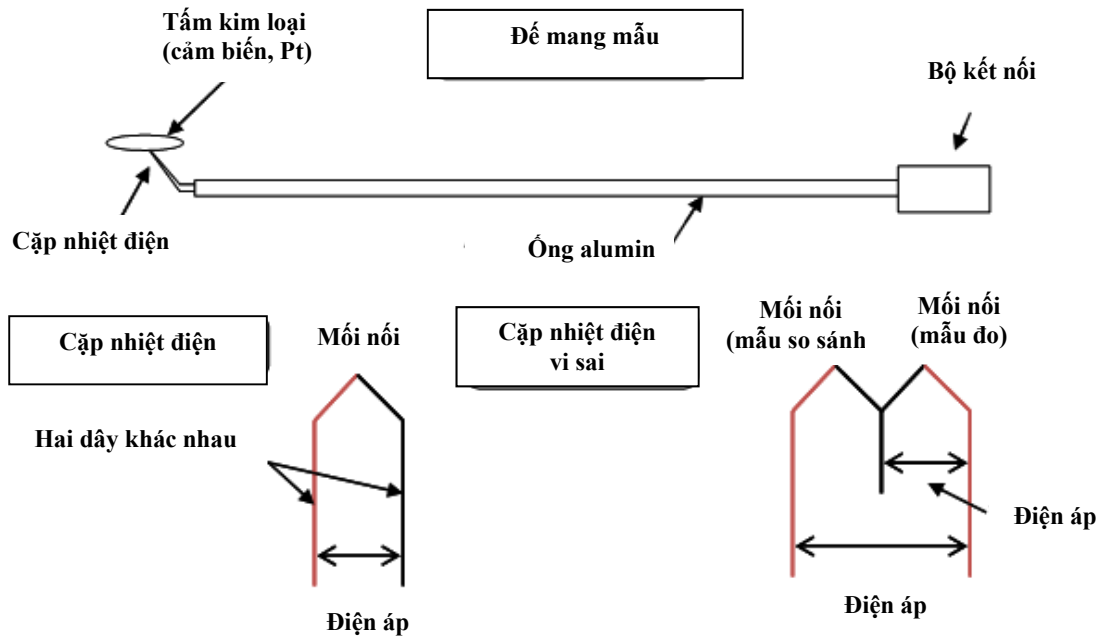 Tấm kim loại
(cảm biến, Pt)
Đế mang mẫu
Bộ kết nối
Cặp nhiệt điện
Ống alumin
Cặp nhiệt điện
Mối nối
Cặp nhiệt điện
vi sai
Mối nối
(mẫu so sánh
Mối nối
(mẫu đo)
Hai dây khác nhau
Điện áp
Điện áp
Điện áp